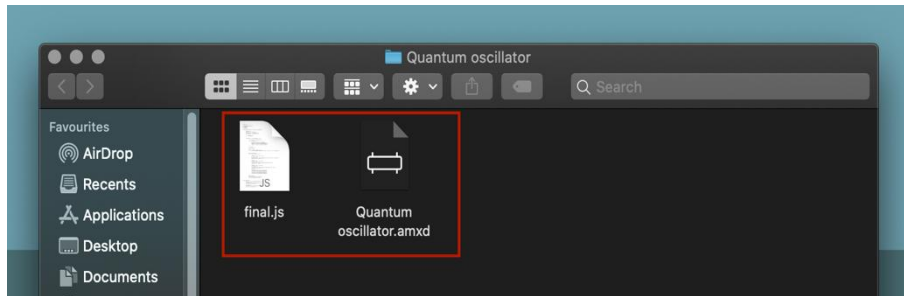 Quantum oscillator
Search
Favourites
AirDrop
Recents
Applications
Desktop
Documents
JS
final.js
Quantum
oscillator.amxd